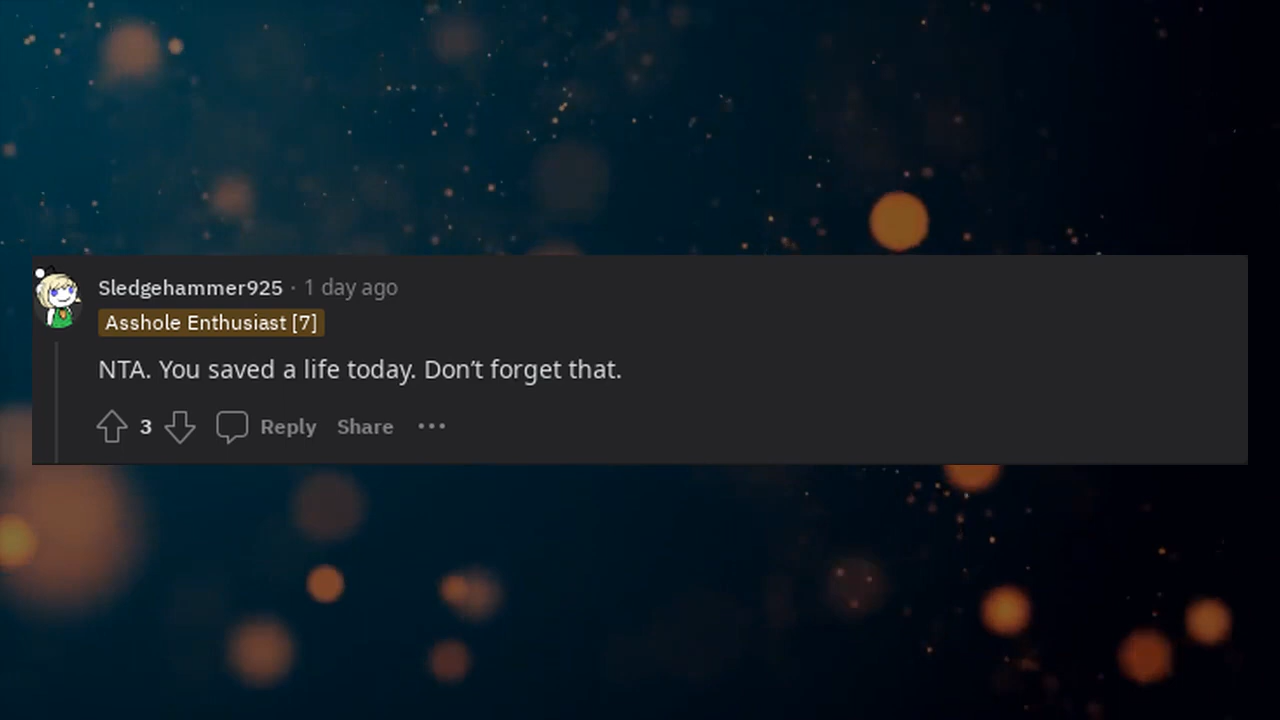 Sledgehammer925 · 1 day ago
Asshole Enthusiast [7]
NTA. You saved a life today. Don’t forget that.
3 Reply Share ···